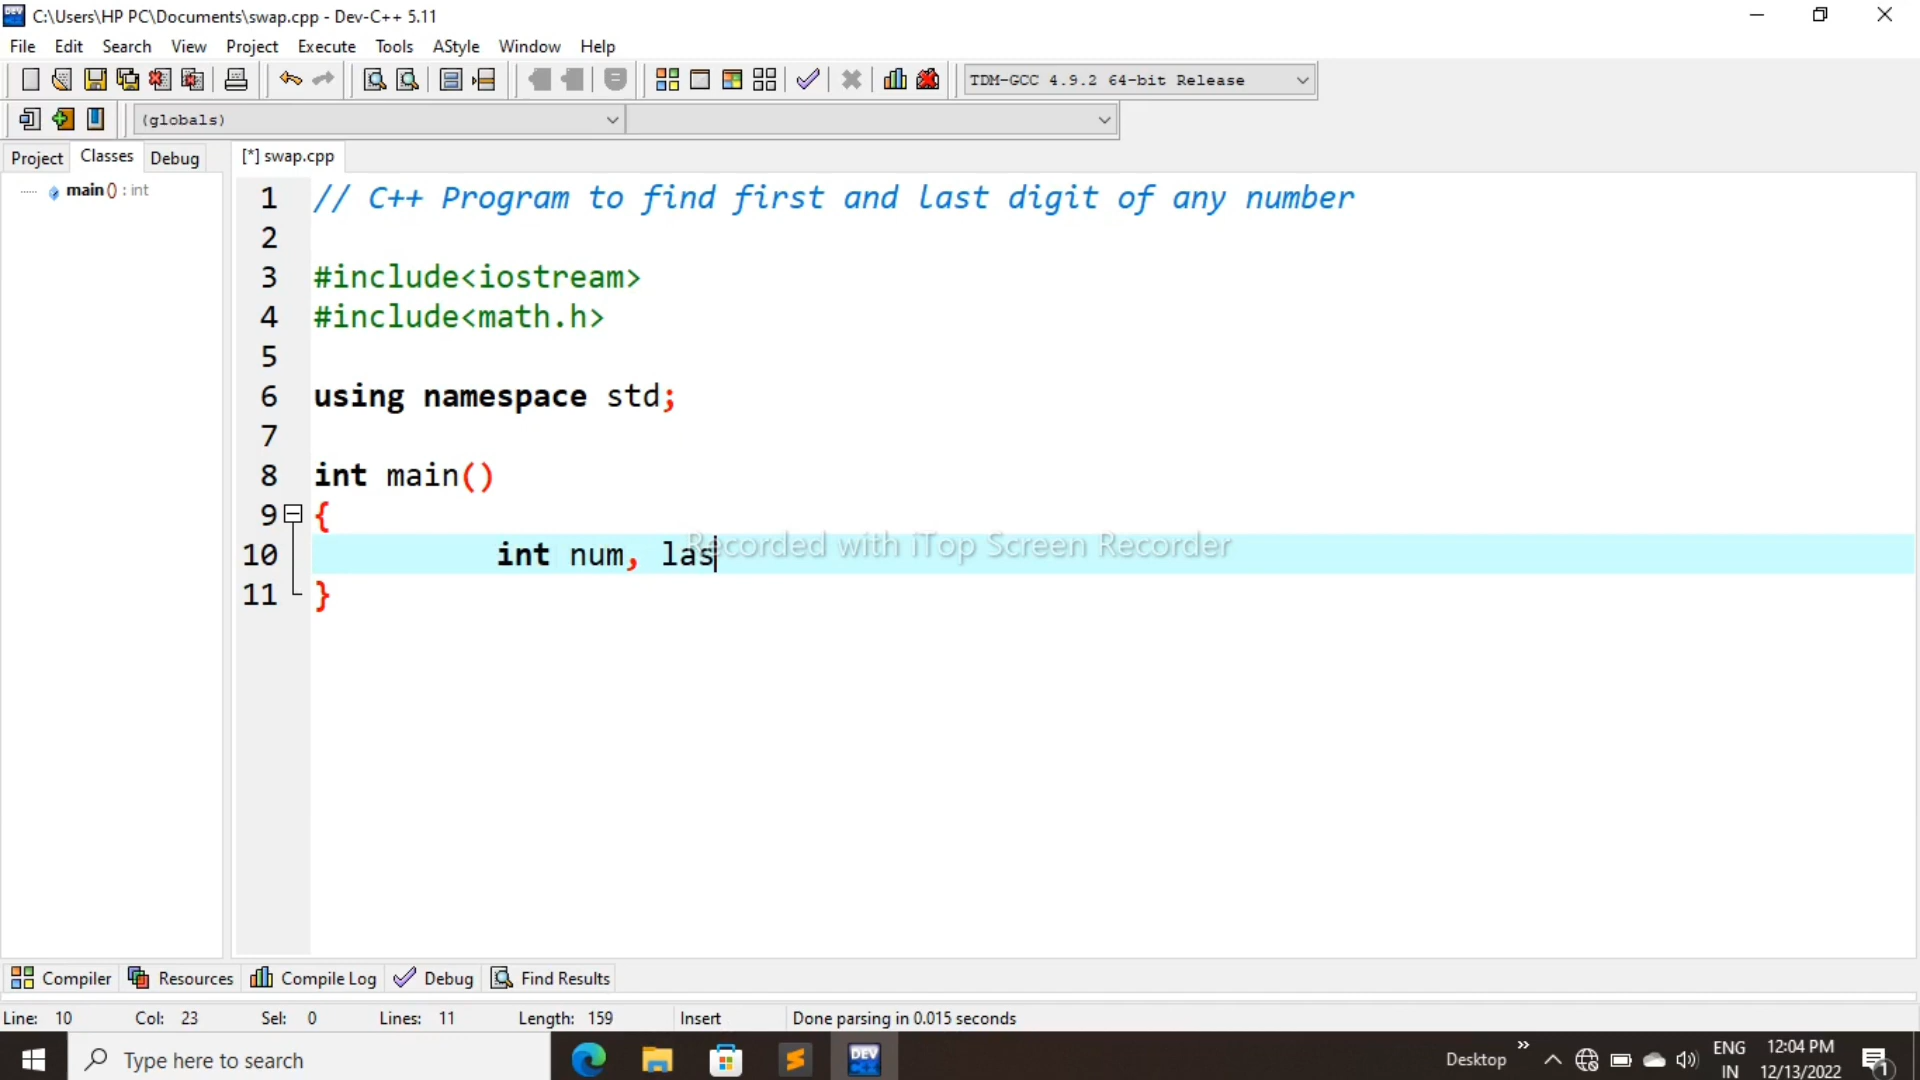 C:\Users\HP PC\Documents\swap.cpp - Dev-C++ 5.11
File Edit Search View Project Execute Tools AStyle Window Help
TDM-GCC 4.9.2 64-bit Release
(globals)
Project Classes Debug [*] swap.cpp
main () : int
1 // C++ Program to find first and last digit of any number
2
3 #include<iostream>
4 #include<math.h>
5
6 using namespace std;
7
8 int main()
9 {
10 int num, las
Recorded with iTop Screen Recorder
11 }
Compiler Resources Compile Log Debug Find Results
Line: 10 Col: 23 Sel: 0 Lines: 11 Length: 159 Insert Done parsing in 0.015 seconds
Type here to search
DEV
Desktop
ENG
IN
12:04 PM
12/13/2022
1